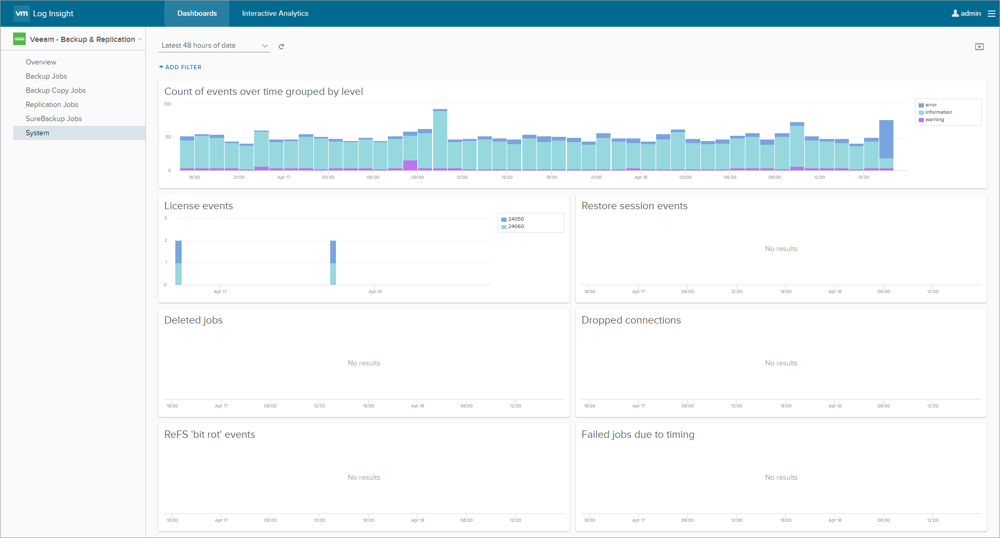 vm Log Insight Dashboards Interactive Analytics admin
veeam Veeam - Backup & Replication
Overview
Backup Jobs
Backup Copy Jobs
Replication Jobs
SureBackup Jobs
System
Latest 48 hours of data
+ ADD FILTER
Count of events over time grouped by level
100
50
0
18:00 21:00 Apr 17 03:00 06:00 09:00 12:00 15:00 18:00 21:00 Apr 18 03:00 06:00 09:00 12:00 15:00
error
information
warning
License events
3
2
1
0
Apr 17 Apr 18
24050
24060
Restore session events
No results
18:00 Apr 17 06:00 12:00 18:00 Apr 18 06:00 12:00
Deleted jobs
No results
18:00 Apr 17 06:00 12:00 18:00 Apr 18 06:00 12:00
Dropped connections
No results
18:00 Apr 17 06:00 12:00 18:00 Apr 18 06:00 12:00
ReFS 'bit rot' events
No results
18:00 Apr 17 06:00 12:00 18:00 Apr 18 06:00 12:00
Failed jobs due to timing
No results
18:00 Apr 17 06:00 12:00 18:00 Apr 18 06:00 12:00